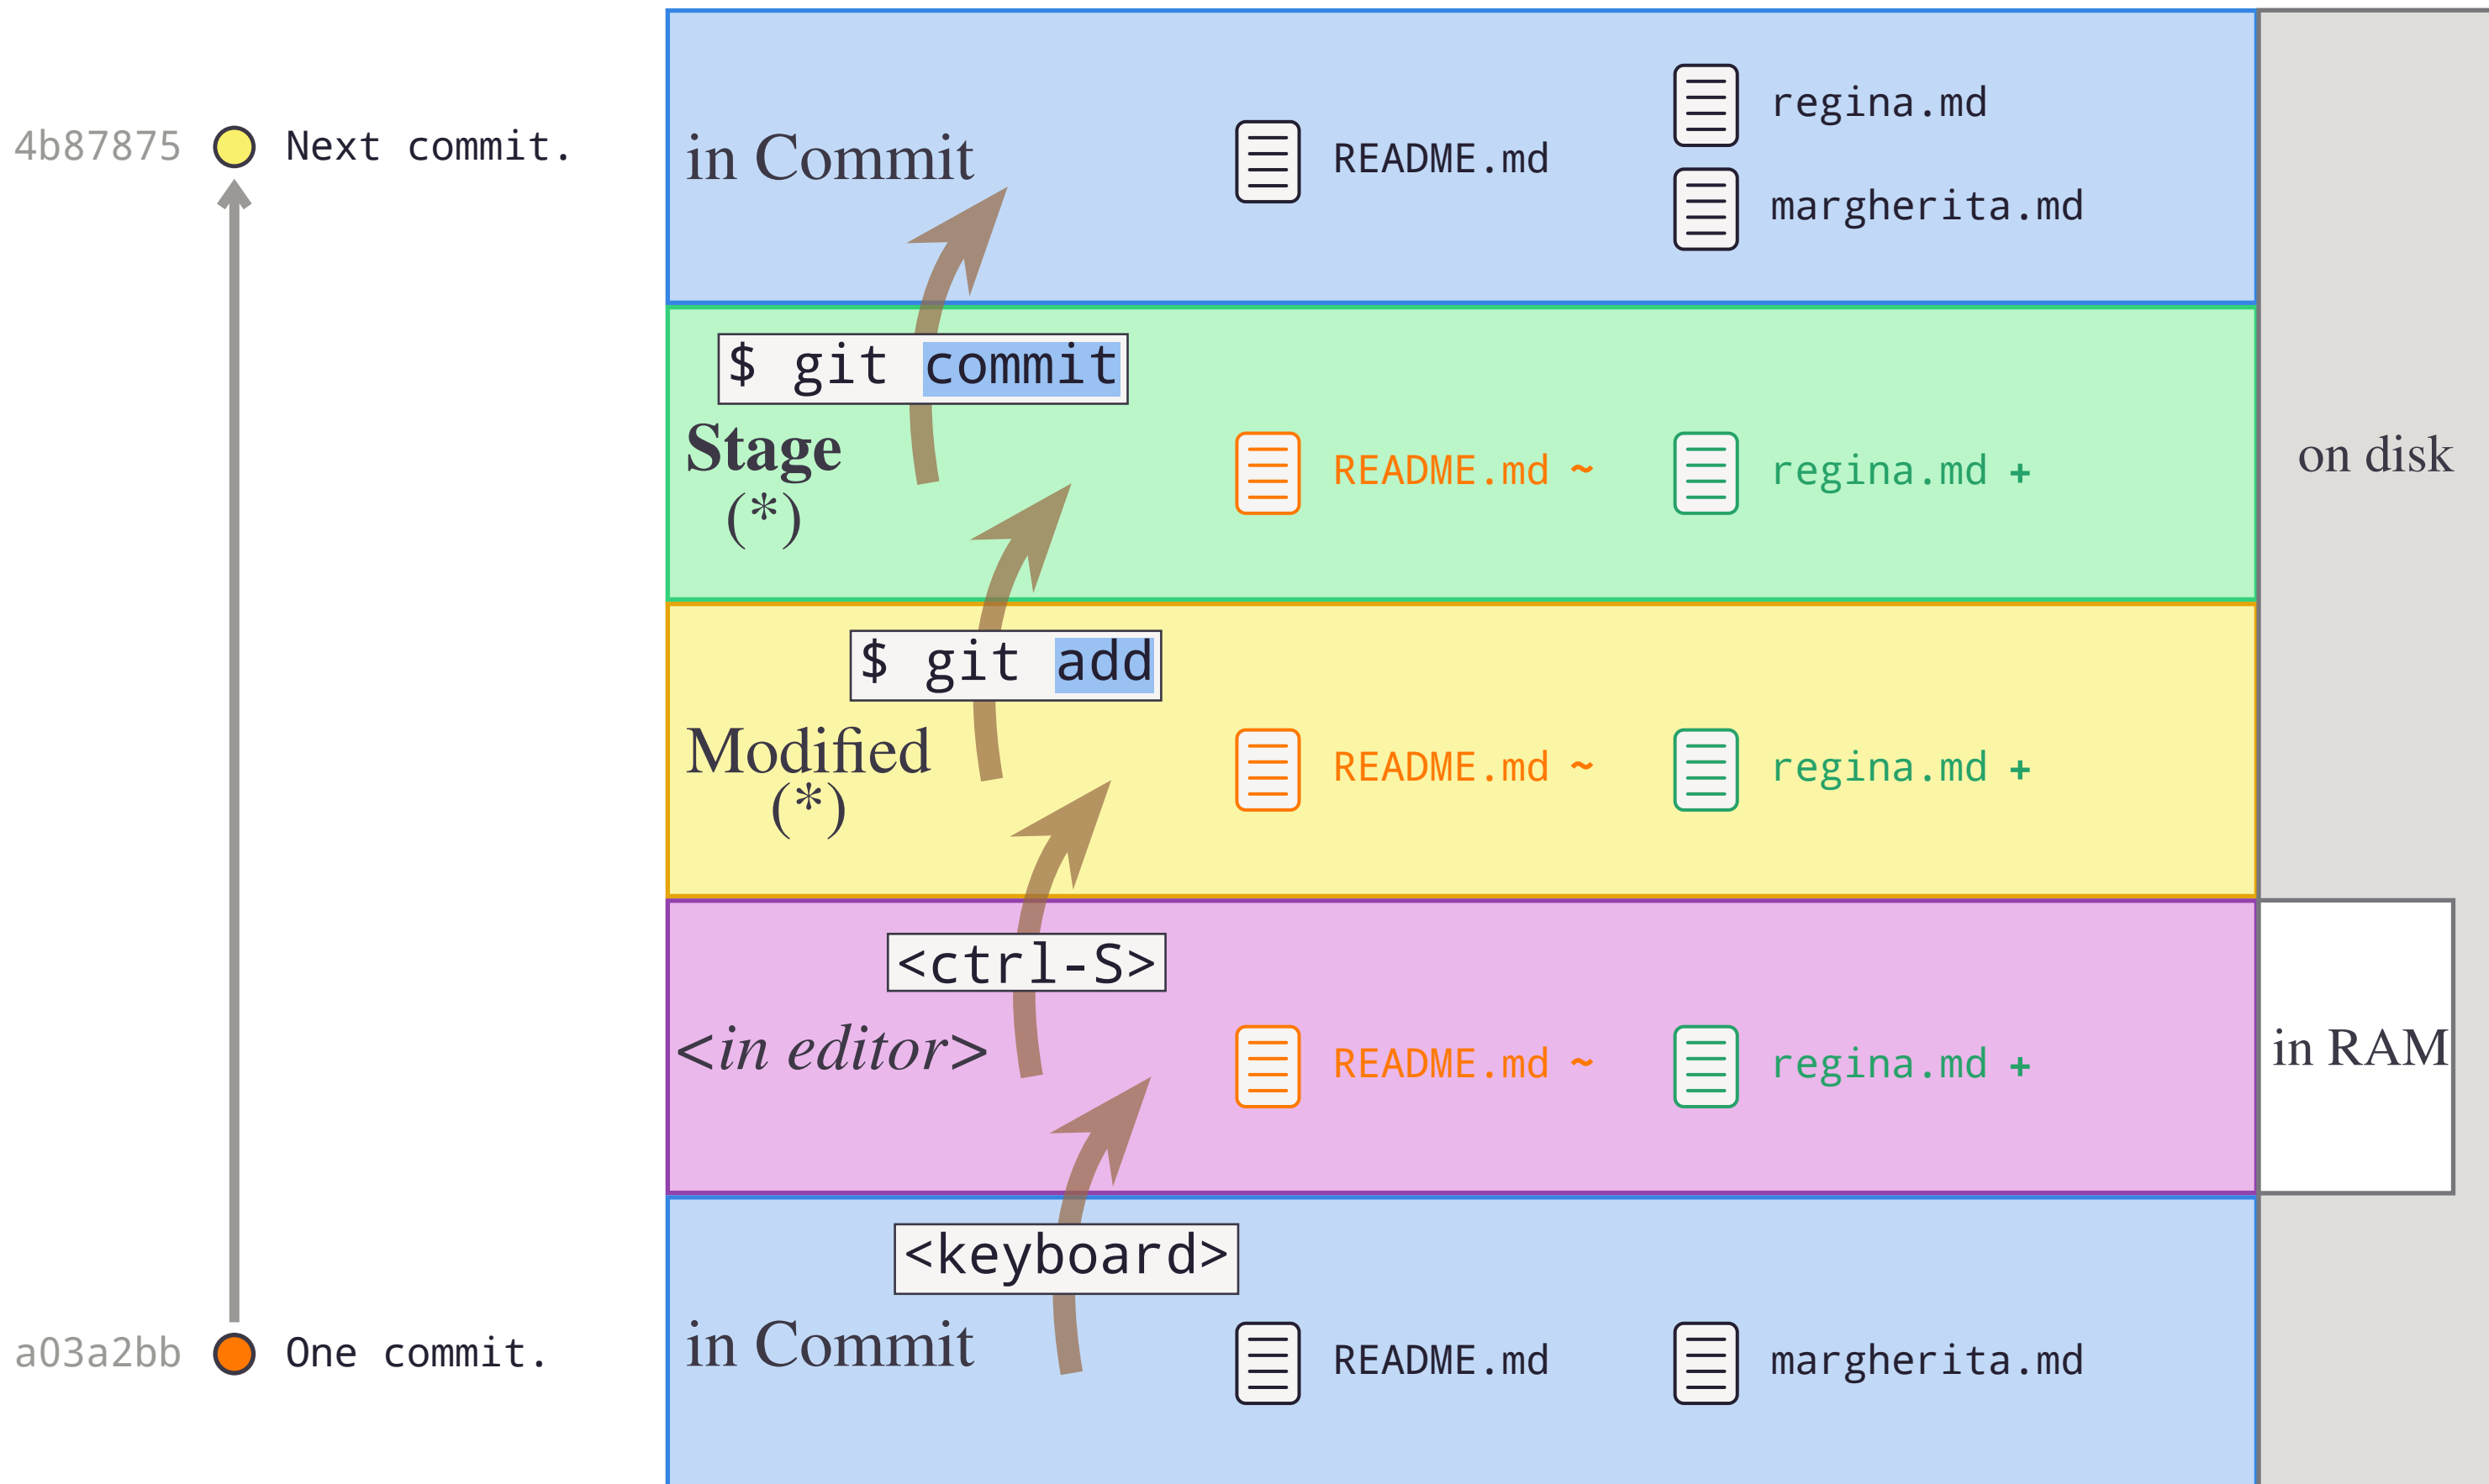 4b87875 Next commit.
in Commit
README.md
regina.md
margherita.md
$ git commit
Stage
(*)
README.md ~
regina.md +
on disk
$ git add
Modified
(*)
README.md ~
regina.md +
<ctrl-S>
<in editor>
README.md ~
regina.md +
in RAM
<keyboard>
a03a2bb One commit.
in Commit
README.md
margherita.md